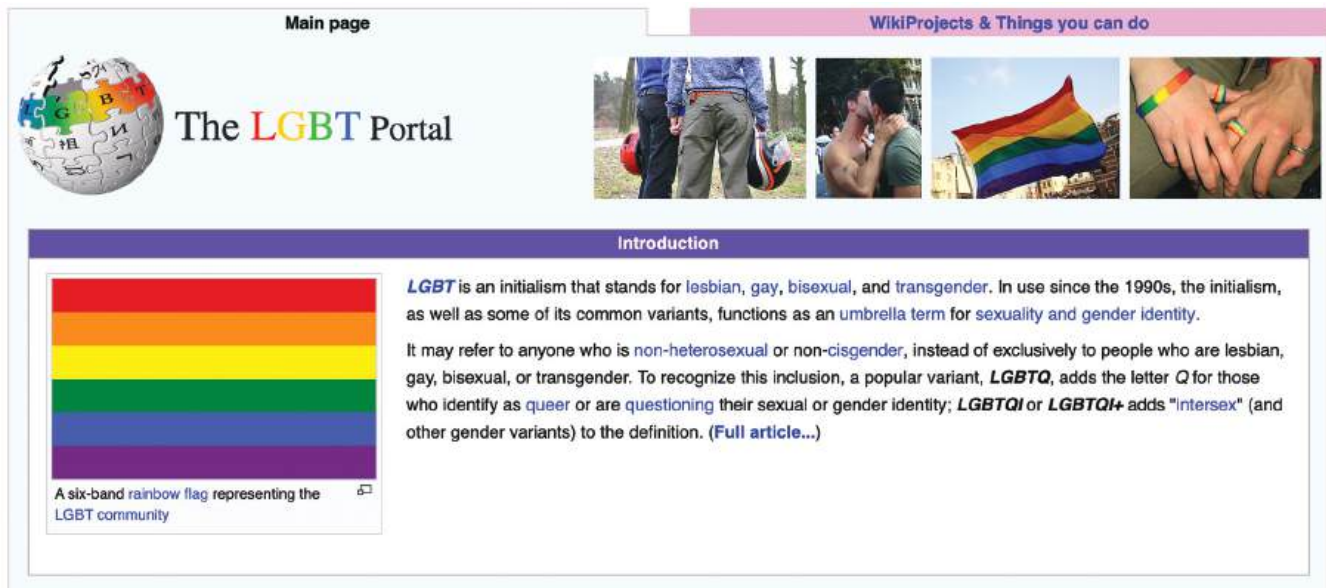 Main page
WikiProjects & Things you can do
G B T
И
祖
The LGBT Portal
Introduction
LGBT is an initialism that stands for lesbian, gay, bisexual, and transgender. In use since the 1990s, the initialism,
as well as some of its common variants, functions as an umbrella term for sexuality and gender identity.
It may refer to anyone who is non-heterosexual or non-cisgender, instead of exclusively to people who are lesbian,
gay, bisexual, or transgender. To recognize this inclusion, a popular variant, LGBTQ, adds the letter Q for those
who identify as queer or are questioning their sexual or gender identity; LGBTQI or LGBTQI+ adds "intersex" (and
other gender variants) to the definition. (Full article...)
A six-band rainbow flag representing the
LGBT community